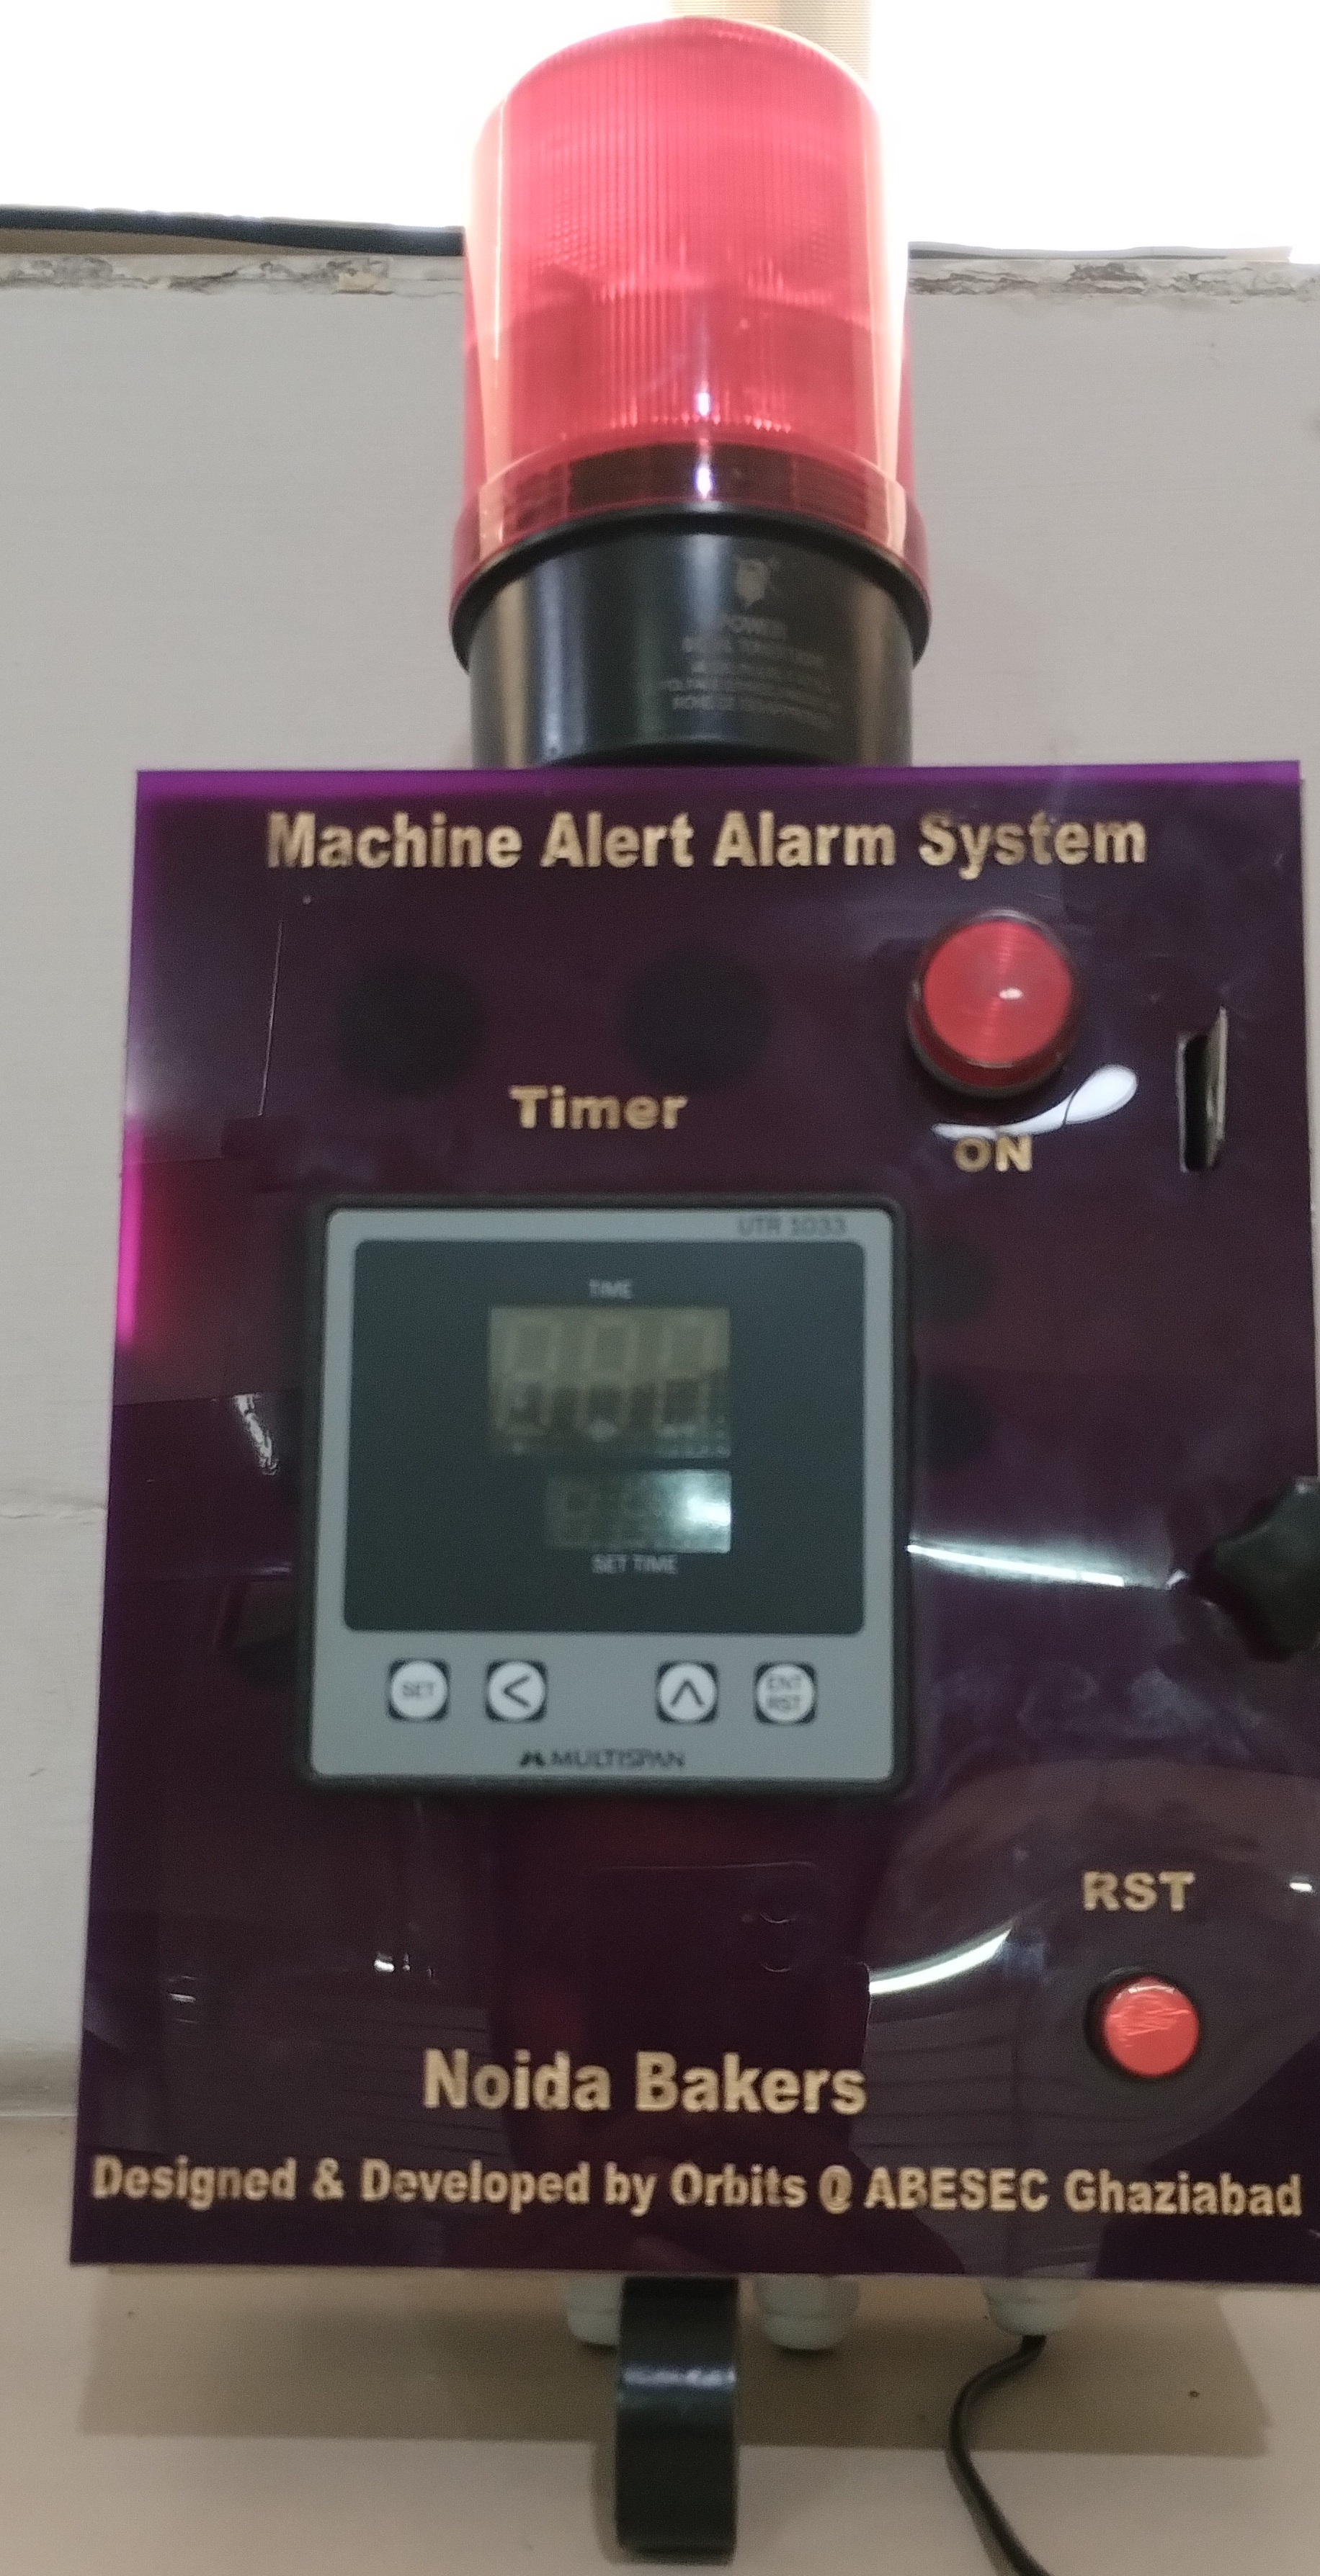 POWER
Machine Alert Alarm System
Timer
ON
UTR 1033
TIME
SET TIME
SET
ENT
RST
MULTISPAN
RST
Noida Bakers
Designed & Developed by Orbits @ ABESEC Ghaziabad